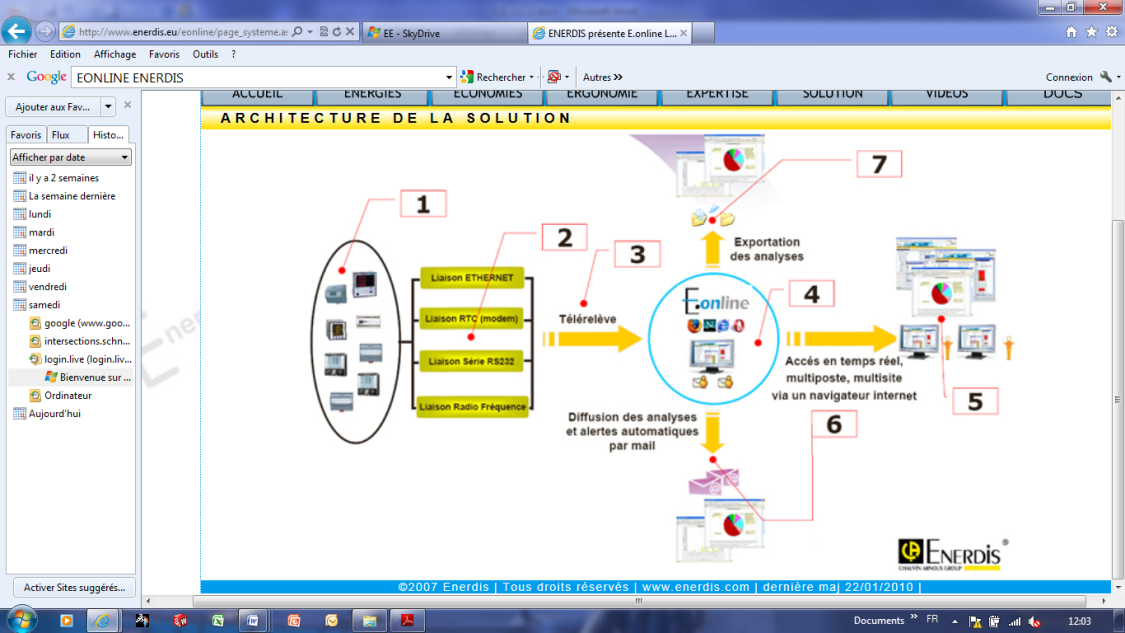 http://www.enerdis.eu/eonline/page_systeme.a
EE - SkyDrive
ENERDIS présente E.online L...
Fichier Edition Affichage Favoris Outils ?
Google EONLINE ENERDIS Rechercher Autres Connexion
Ajouter aux Fav...
Favoris Flux Histo...
Afficher par date
il y a 2 semaines
La semaine dernière
lundi
mardi
mercredi
jeudi
vendredi
samedi
google (www.goo...
intersections.schn...
login.live (login.liv...
Bienvenue sur ...
Ordinateur
Aujourd'hui
Activer Sites suggérés...
ACCUEIL ENERGIES ECONOMIES ERGONOMIE EXPERTISE SOLUTION VIDEOS DOCS
ARCHITECTURE DE LA SOLUTION
1
2
3
4
5
6
7
Liaison ETHERNET
Liaison RTC (modem)
Liaison Série RS232
Liaison Radio Fréquence
Télérelève
E.online
Exportation
des analyses
Accés en temps réel,
multiposte, multisite
via un navigateur internet
Diffusion des analyses
et alertes automatiques
par mail
ENERDIS®
CHAUVIN ARNOUX GROUP
©2007 Enerdis | Tous droits réservés | www.enerdis.com | dernière maj 22/01/2010 |
Documents » FR 12:03